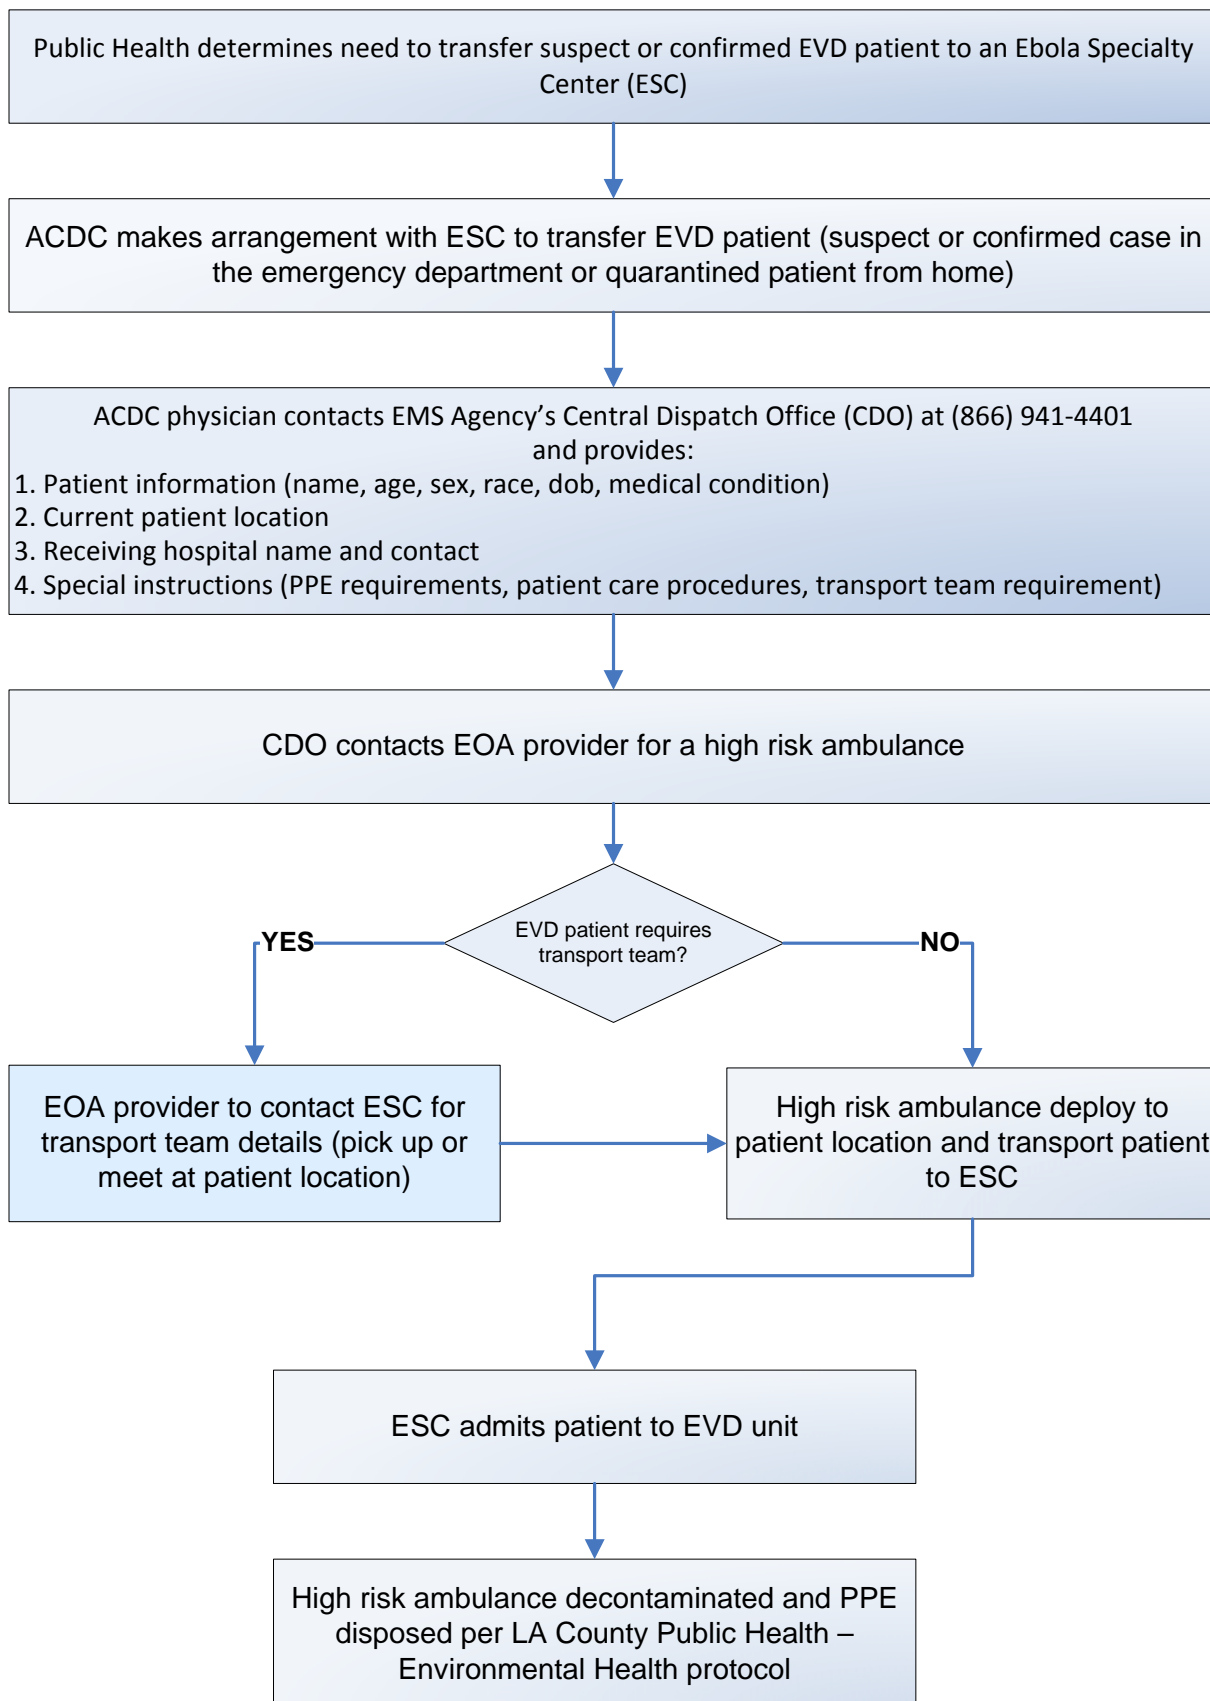 Public Health determines need to transfer suspect or confirmed EVD patient to an Ebola Specialty
Center (ESC)
ACDC makes arrangement with ESC to transfer EVD patient (suspect or confirmed case in
the emergency department or quarantined patient from home)
ACDC physician contacts EMS Agency’s Central Dispatch Office (CDO) at (866) 941-4401
and provides:
1. Patient information (name, age, sex, race, dob, medical condition)
2. Current patient location
3. Receiving hospital name and contact
4. Special instructions (PPE requirements, patient care procedures, transport team requirement)
CDO contacts EOA provider for a high risk ambulance
EVD patient requires
transport team?
YES
NO
EOA provider to contact ESC for
transport team details (pick up or
meet at patient location)
High risk ambulance deploy to
patient location and transport patient
to ESC
ESC admits patient to EVD unit
High risk ambulance decontaminated and PPE
disposed per LA County Public Health –
Environmental Health protocol